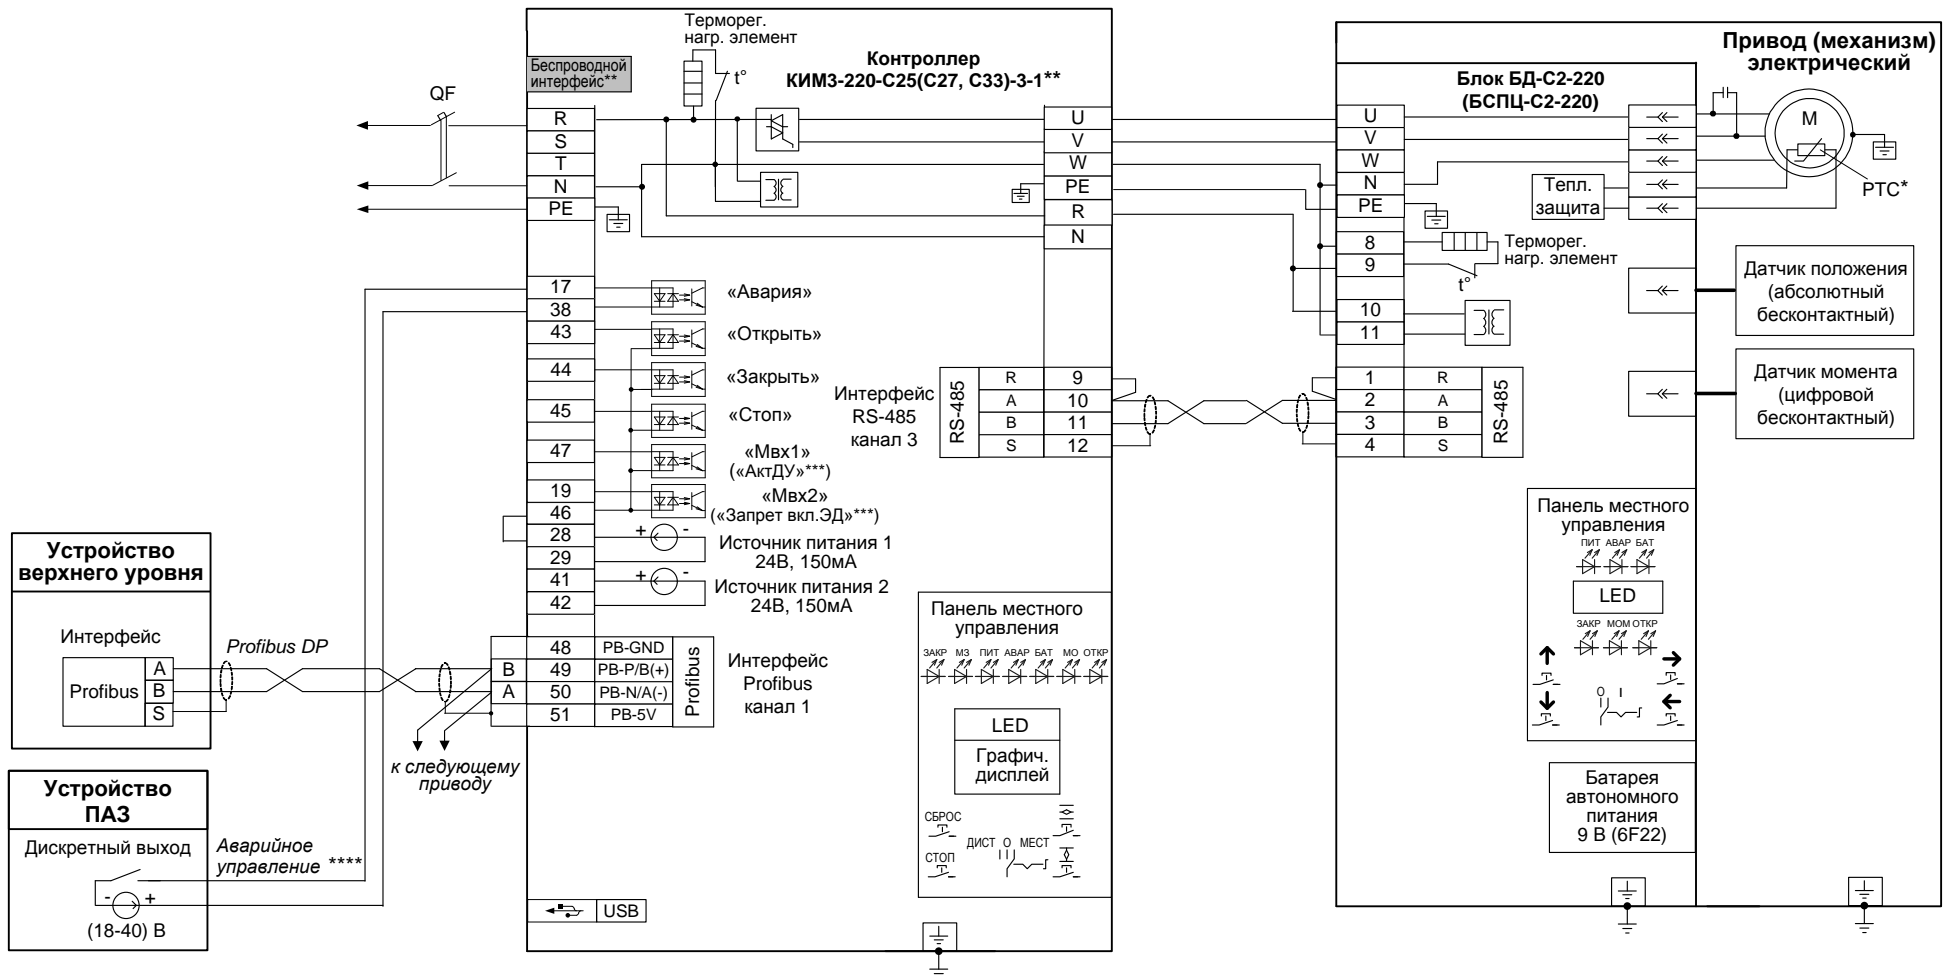 Терморег.
нагр. элемент
Беспроводной
интерфейс**
Контроллер
КИМ3-220-С25(С27, С33)-3-1**
t°
QF
R
S
T
N
PE
U
V
W
PE
R
N
17
38
43
44
45
47
19
46
28
29
41
42
«Авария»
«Открыть»
«Закрыть»
«Стоп»
«Мвх1»
(«АктДУ»***)
«Мвх2»
(«Запрет вкл.ЭД»***)
+ -
Источник питания 1
24В, 150мА
+ -
Источник питания 2
24В, 150мА
Интерфейс
RS-485
канал 3
RS-485
R 9
A 10
B 11
S 12
48 PB-GND
B 49 PB-P/B(+)
A 50 PB-N/A(-)
51 PB-5V
Profibus
Интерфейс
Profibus
канал 1
Панель местного
управления
ЗАКР МЗ ПИТ АВАР БАТ МО ОТКР
LED
Графич.
дисплей
СБРОС
СТОП
ДИСТ О МЕСТ
USB
Устройство
верхнего уровня
Интерфейс
Profibus
A
B
S
Profibus DP
к следующему
приводу
Устройство
ПАЗ
Дискретный выход
- +
(18-40) В
Аварийное
управление ****
Привод (механизм)
электрический
Блок БД-С2-220
(БСПЦ-С2-220)
U
V
W
N
PE
8
9
10
11
M
PTC*
Тепл.
защита
Терморег.
нагр. элемент
t°
1 R
2 A
3 B
4 S
RS-485
Датчик положения
(абсолютный
бесконтактный)
Датчик момента
(цифровой
бесконтактный)
Панель местного
управления
ПИТ АВАР БАТ
LED
ЗАКР МОМ ОТКР
О I
Батарея
автономного
питания
9 В (6F22)